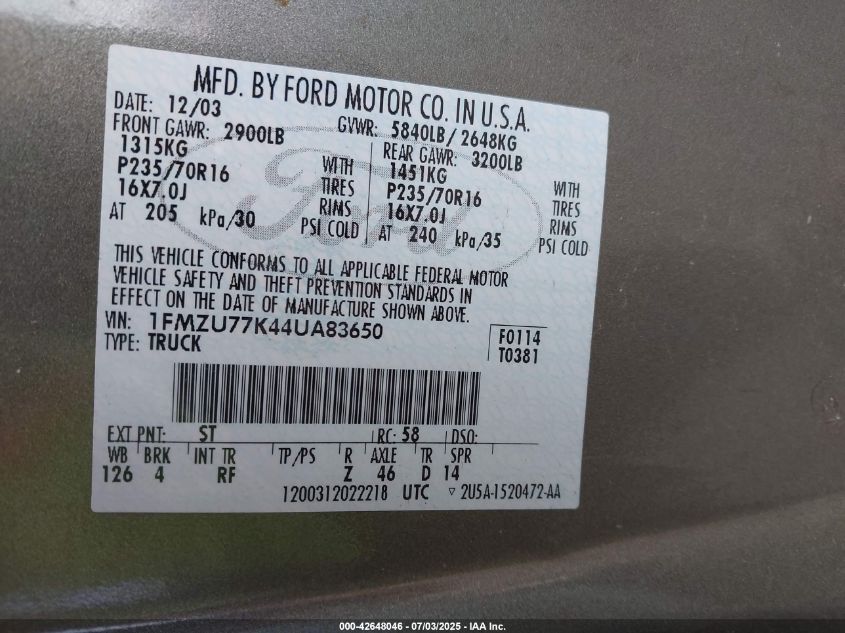 MFD. BY FORD MOTOR CO. IN U.S.A.
DATE: 12/03 GVWR: 5840LB/ 2648KG
FRONT GAWR: 2900LB REAR GAWR: 3200LB
1315KG WITH 1451KG WITH
P235/70R16 TIRES P235/70R16 TIRES
16X7.0J RIMS 16X7.0J RIMS
AT 205 kPa/30 PSI COLD AT 240 kPa/35 PSI COLD
Ford
THIS VEHICLE CONFORMS TO ALL APPLICABLE FEDERAL MOTOR
VEHICLE SAFETY AND THEFT PREVENTION STANDARDS IN
EFFECT ON THE DATE OF MANUFACTURE SHOWN ABOVE.
VIN: 1FMZU77K44UA83650 F0114
TYPE: TRUCK T0381
EXT PNT: ST RC: 58 DSO:
WB BRK INT TR TP/PS R AXLE TR SPR
126 4 RF Z 46 D 14
1200312022218 UTC ▽ 2U5A-1520472-AA
000-42648046 - 07/03/2025 - IAA Inc.